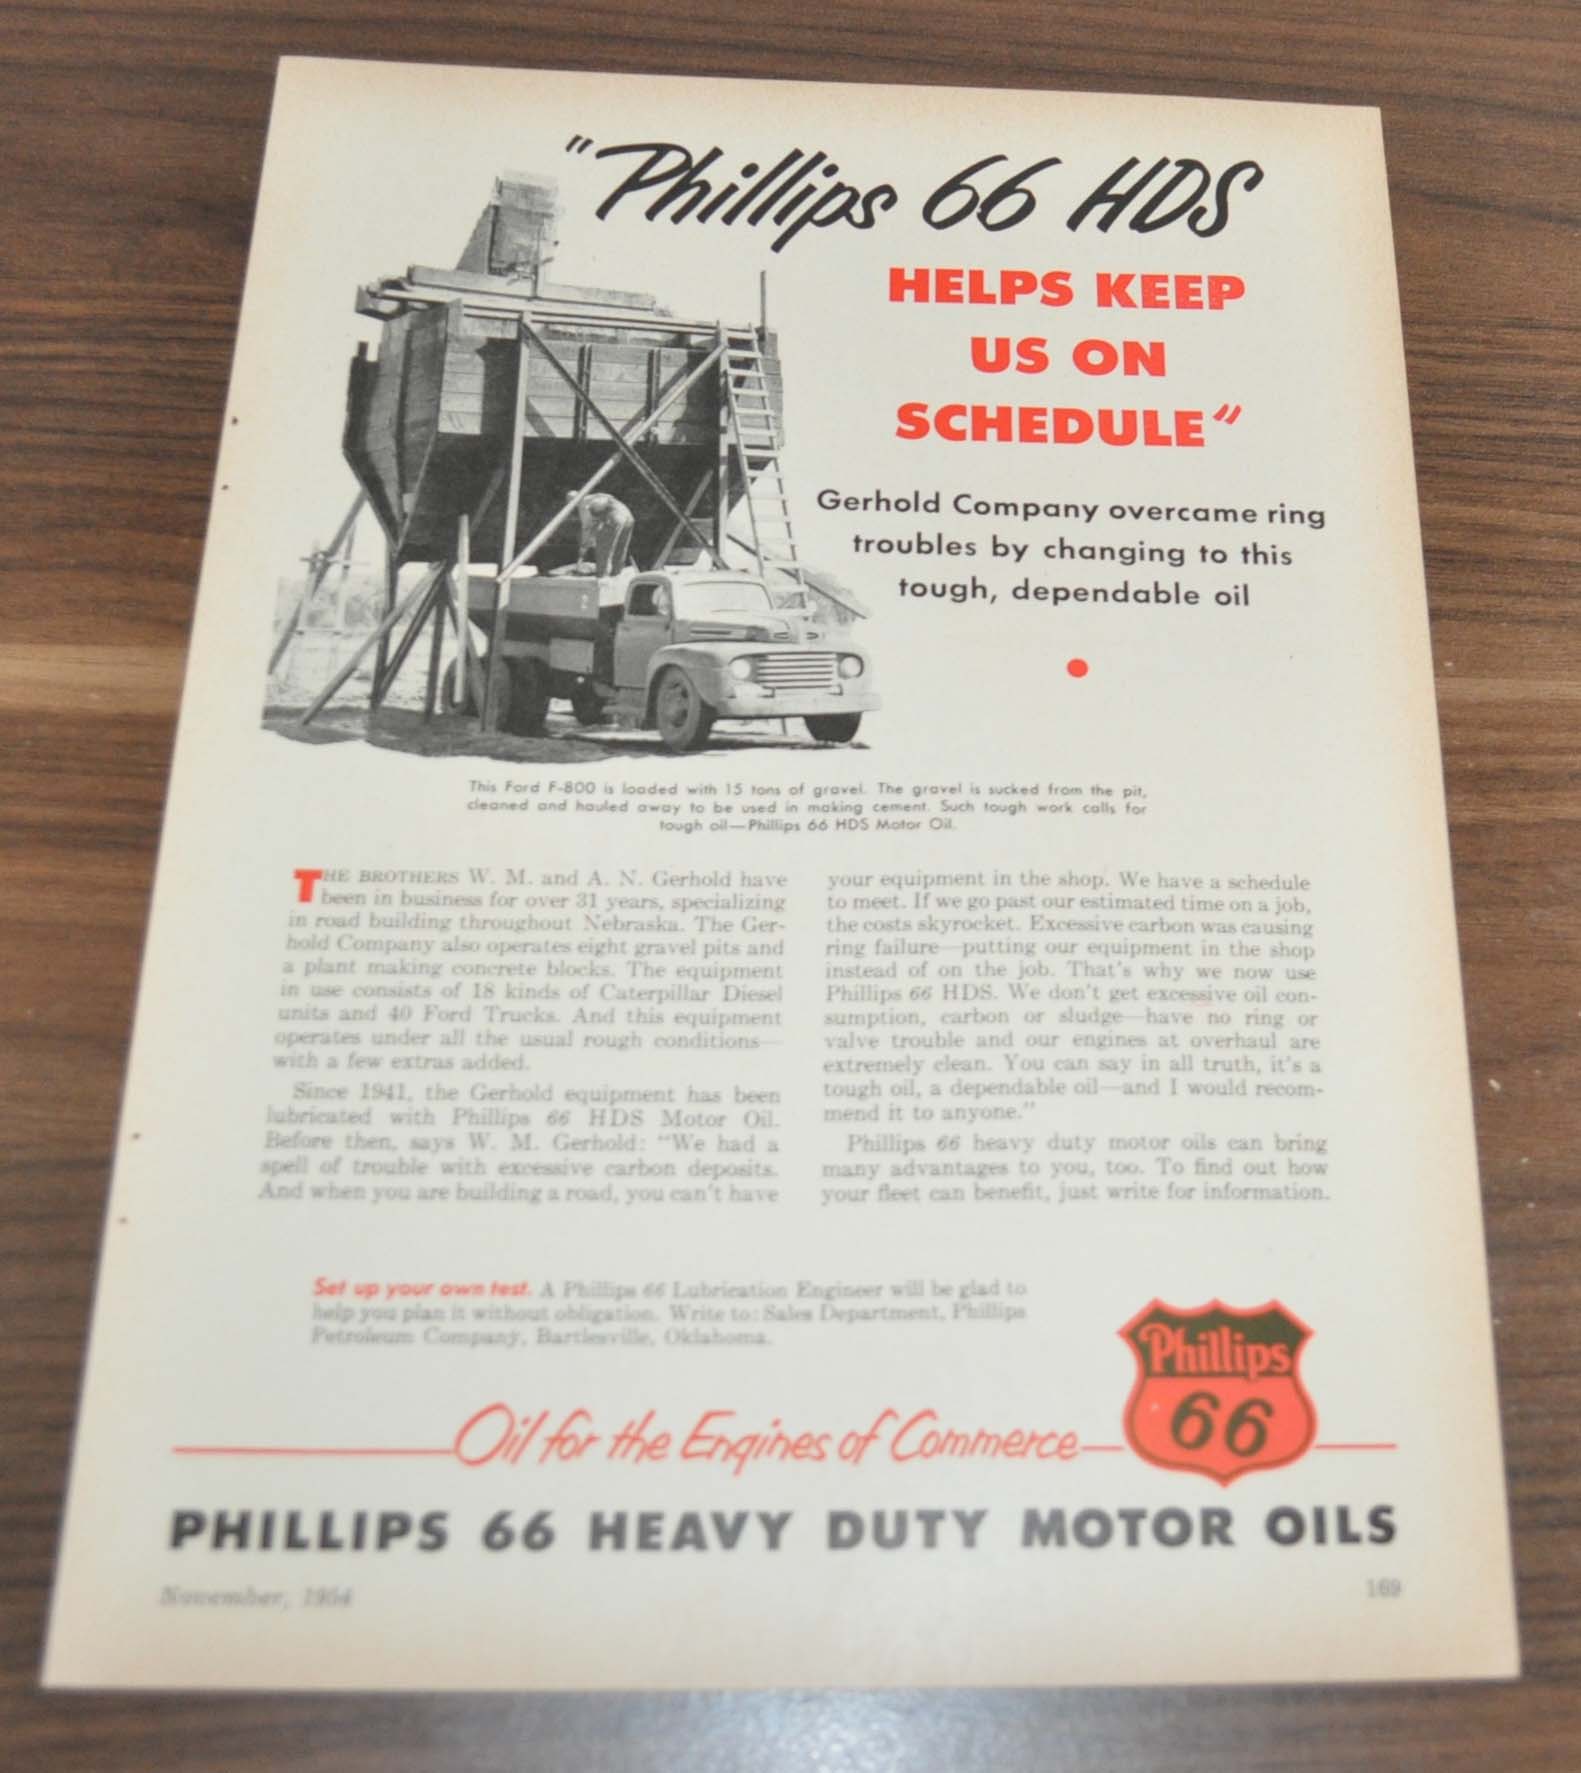 "Phillips 66 HDS
HELPS KEEP
US ON
SCHEDULE"
Gerhold Company overcame ring
troubles by changing to this
tough, dependable oil
This Ford F-800 is loaded with 15 tons of gravel. The gravel is sucked from the pit,
cleaned and hauled away to be used in making cement. Such tough work calls for
tough oil—Phillips 66 HDS Motor Oil.
THE BROTHERS W. M. and A. N. Gerhold have
been in business for over 31 years, specializing
in road building throughout Nebraska. The Ger-
hold Company also operates eight gravel pits and
a plant making concrete blocks. The equipment
in use consists of 18 kinds of Caterpillar Diesel
units and 40 Ford Trucks. And this equipment
operates under all the usual rough conditions—
with a few extras added.
Since 1941, the Gerhold equipment has been
lubricated with Phillips 66 HDS Motor Oil.
Before then, says W. M. Gerhold: "We had a
spell of trouble with excessive carbon deposits.
And when you are building a road, you can't have
your equipment in the shop. We have a schedule
to meet. If we go past our estimated time on a job,
the costs skyrocket. Excessive carbon was causing
ring failure—putting our equipment in the shop
instead of on the job. That's why we now use
Phillips 66 HDS. We don't get excessive oil con-
sumption, carbon or sludge—have no ring or
valve trouble and our engines at overhaul are
extremely clean. You can say in all truth, it's a
tough oil, a dependable oil—and I would recom-
mend it to anyone."
Phillips 66 heavy duty motor oils can bring
many advantages to you, too. To find out how
your fleet can benefit, just write for information.
Set up your own test. A Phillips 66 Lubrication Engineer will be glad to
help you plan it without obligation. Write to: Sales Department, Phillips
Petroleum Company, Bartlesville, Oklahoma.
Phillips
66
Oil for the Engines of Commerce
PHILLIPS 66 HEAVY DUTY MOTOR OILS
November, 1954
169